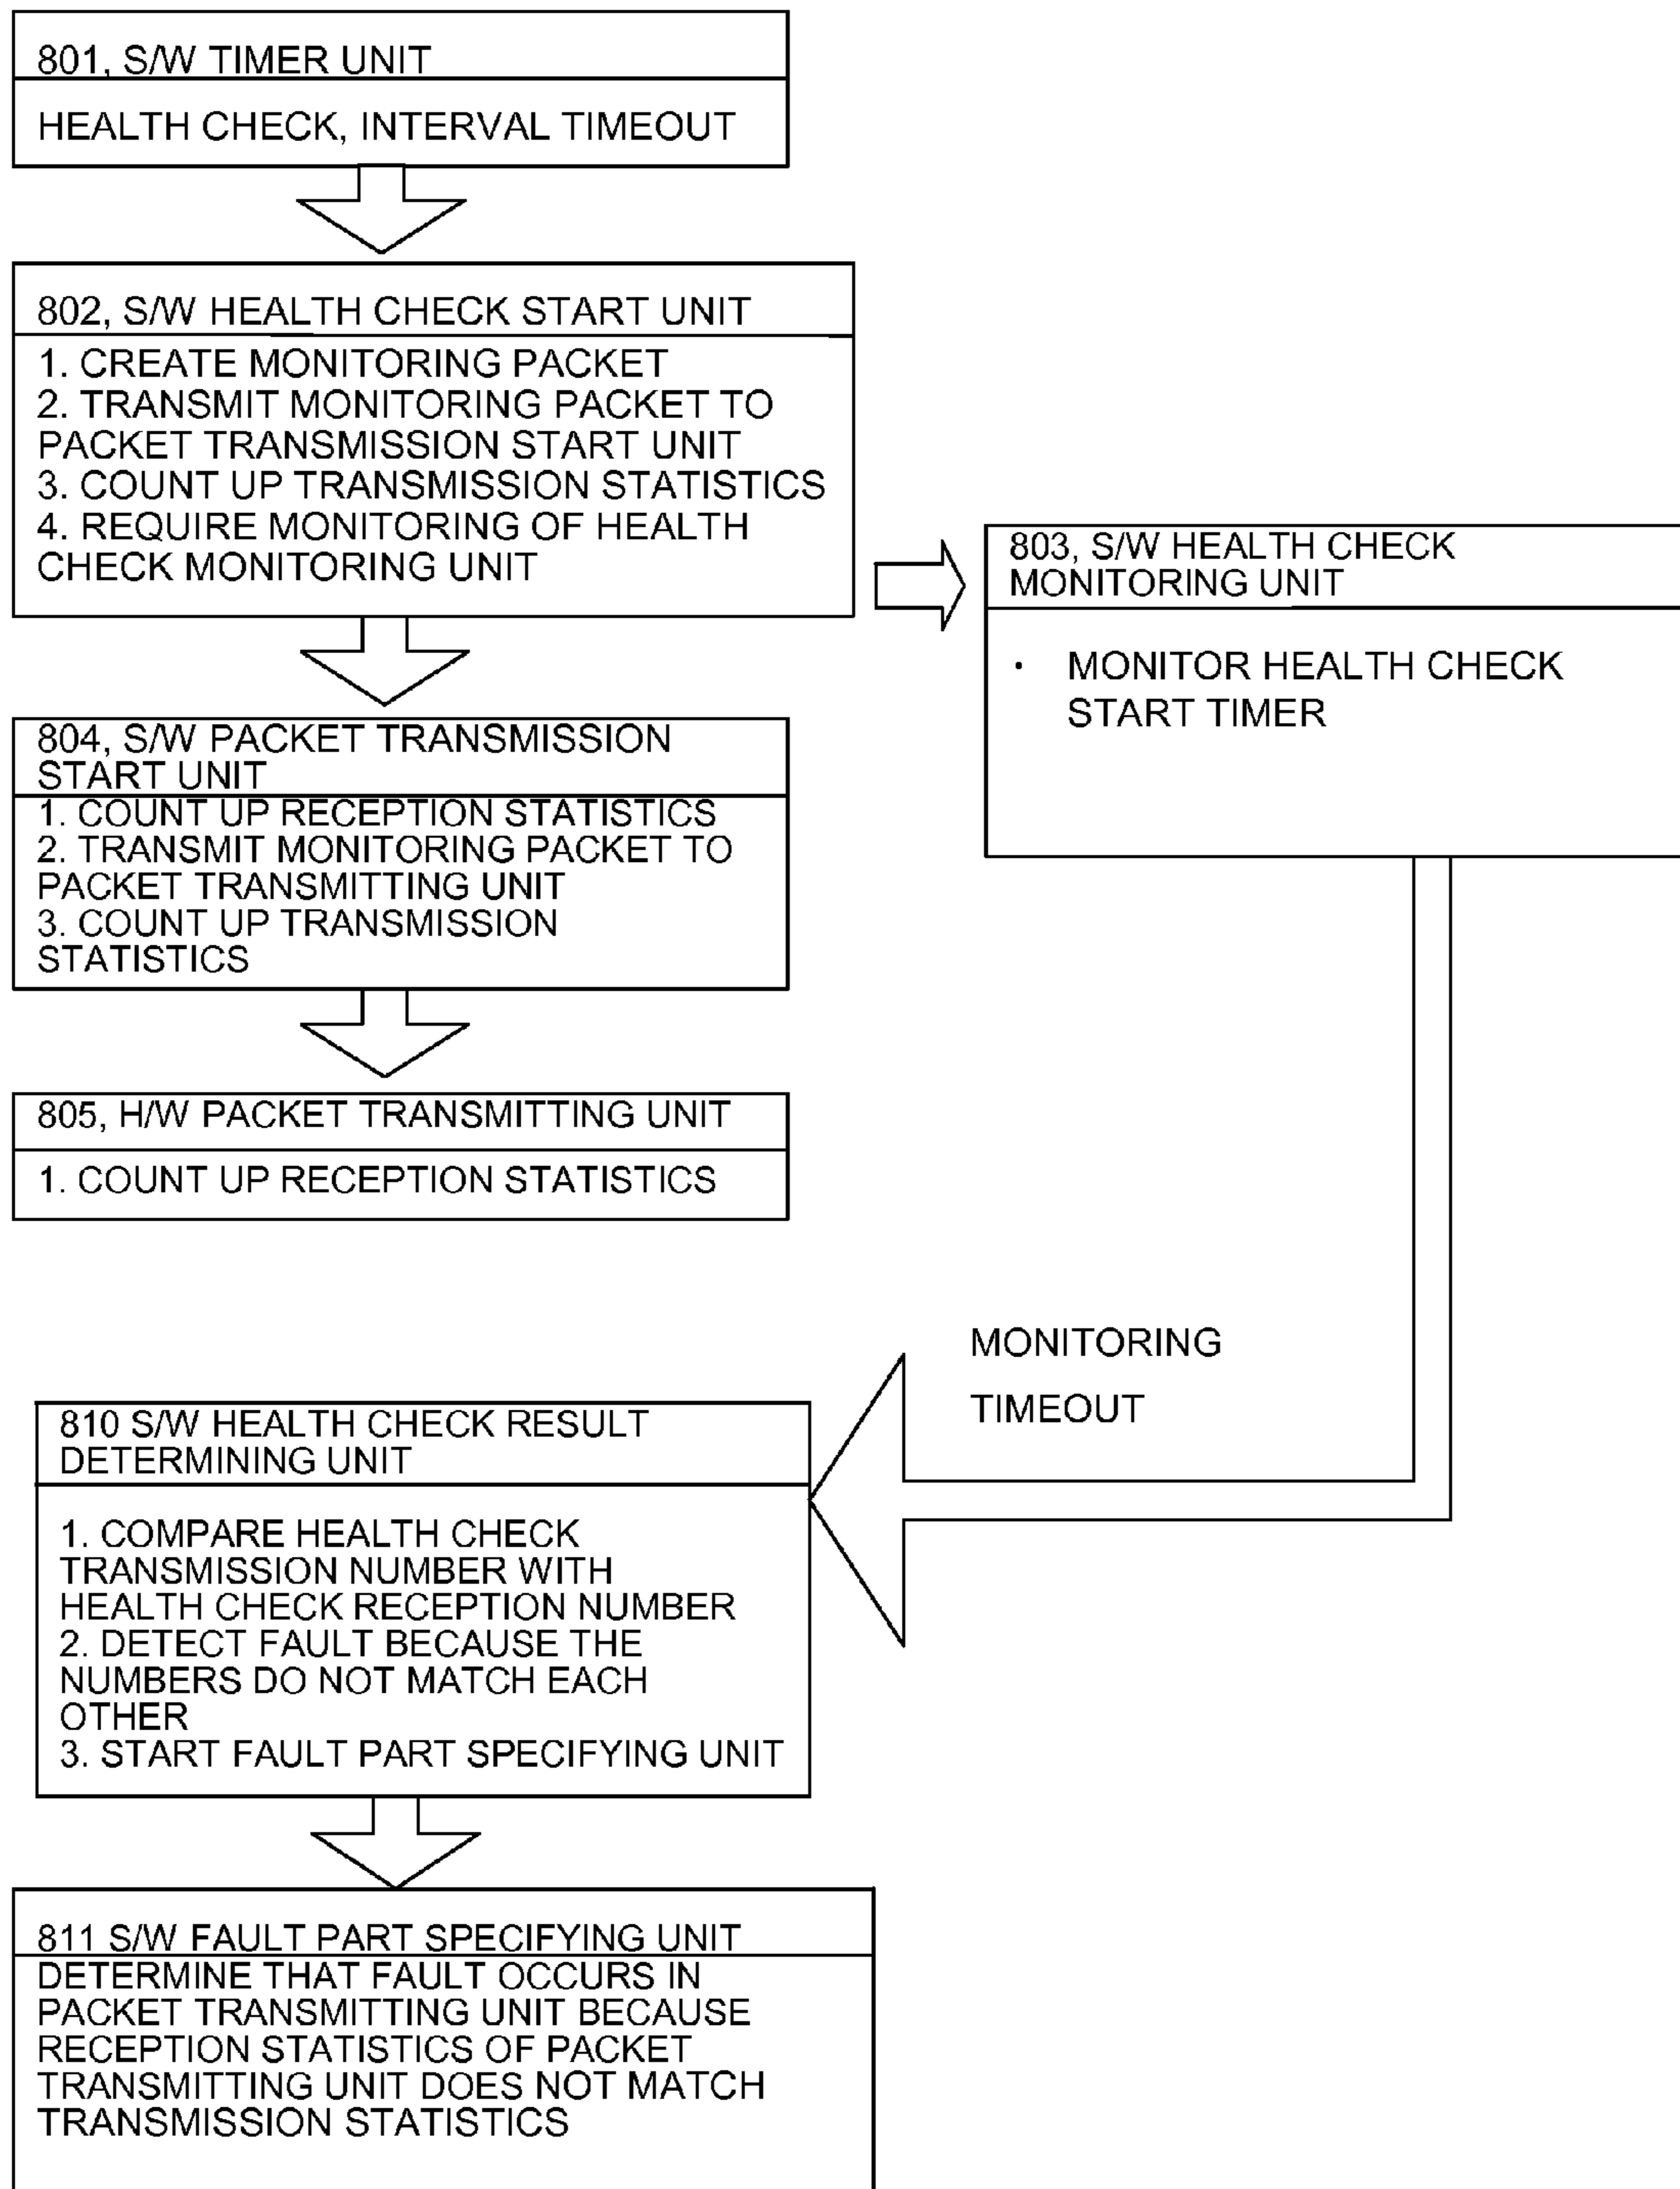 801, S/W TIMER UNIT
HEALTH CHECK, INTERVAL TIMEOUT
802, S/W HEALTH CHECK START UNIT
1. CREATE MONITORING PACKET
2. TRANSMIT MONITORING PACKET TO
PACKET TRANSMISSION START UNIT
3. COUNT UP TRANSMISSION STATISTICS
4. REQUIRE MONITORING OF HEALTH
CHECK MONITORING UNIT
803, S/W HEALTH CHECK
MONITORING UNIT
· MONITOR HEALTH CHECK
START TIMER
804, S/W PACKET TRANSMISSION
START UNIT
1. COUNT UP RECEPTION STATISTICS
2. TRANSMIT MONITORING PACKET TO
PACKET TRANSMITTING UNIT
3. COUNT UP TRANSMISSION
STATISTICS
805, H/W PACKET TRANSMITTING UNIT
1. COUNT UP RECEPTION STATISTICS
MONITORING
TIMEOUT
810 S/W HEALTH CHECK RESULT
DETERMINING UNIT
1. COMPARE HEALTH CHECK
TRANSMISSION NUMBER WITH
HEALTH CHECK RECEPTION NUMBER
2. DETECT FAULT BECAUSE THE
NUMBERS DO NOT MATCH EACH
OTHER
3. START FAULT PART SPECIFYING UNIT
811 S/W FAULT PART SPECIFYING UNIT
DETERMINE THAT FAULT OCCURS IN
PACKET TRANSMITTING UNIT BECAUSE
RECEPTION STATISTICS OF PACKET
TRANSMITTING UNIT DOES NOT MATCH
TRANSMISSION STATISTICS